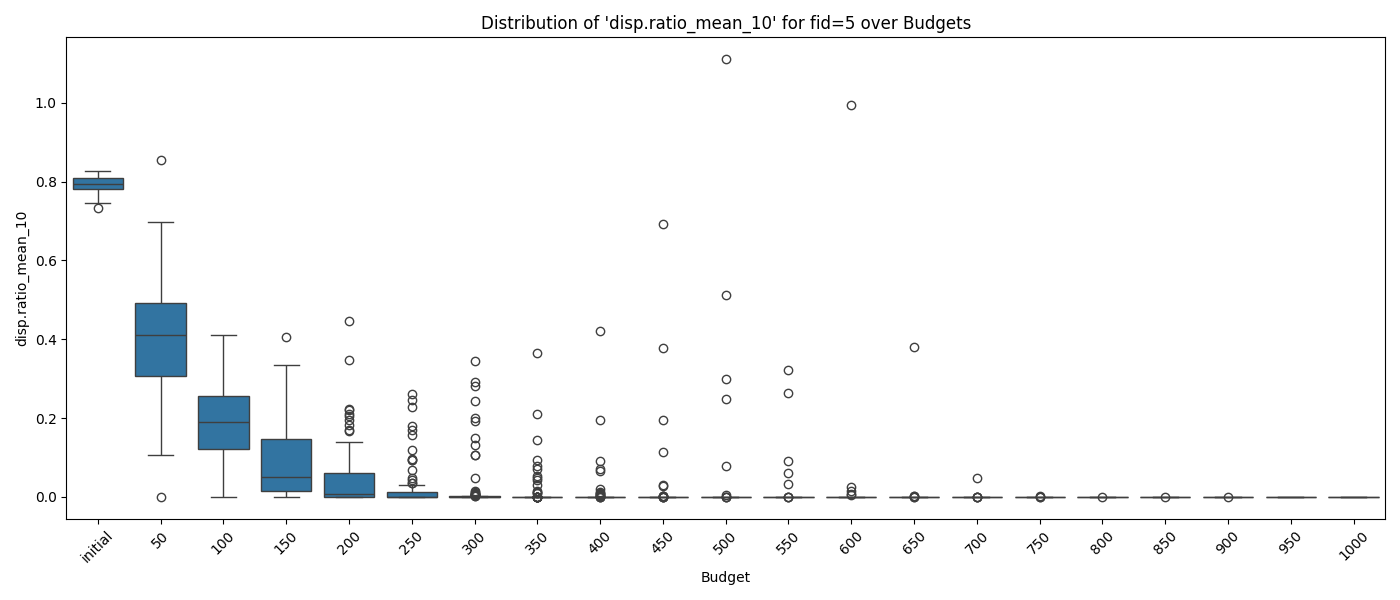 Distribution of 'disp.ratio_mean_10' for fid=5 over Budgets
disp.ratio_mean_10
1.0
0.8
0.6
0.4
0.2
0.0
initial 50 100 150 200 250 300 350 400 450 500 550 600 650 700 750 800 850 900 950 1000
Budget